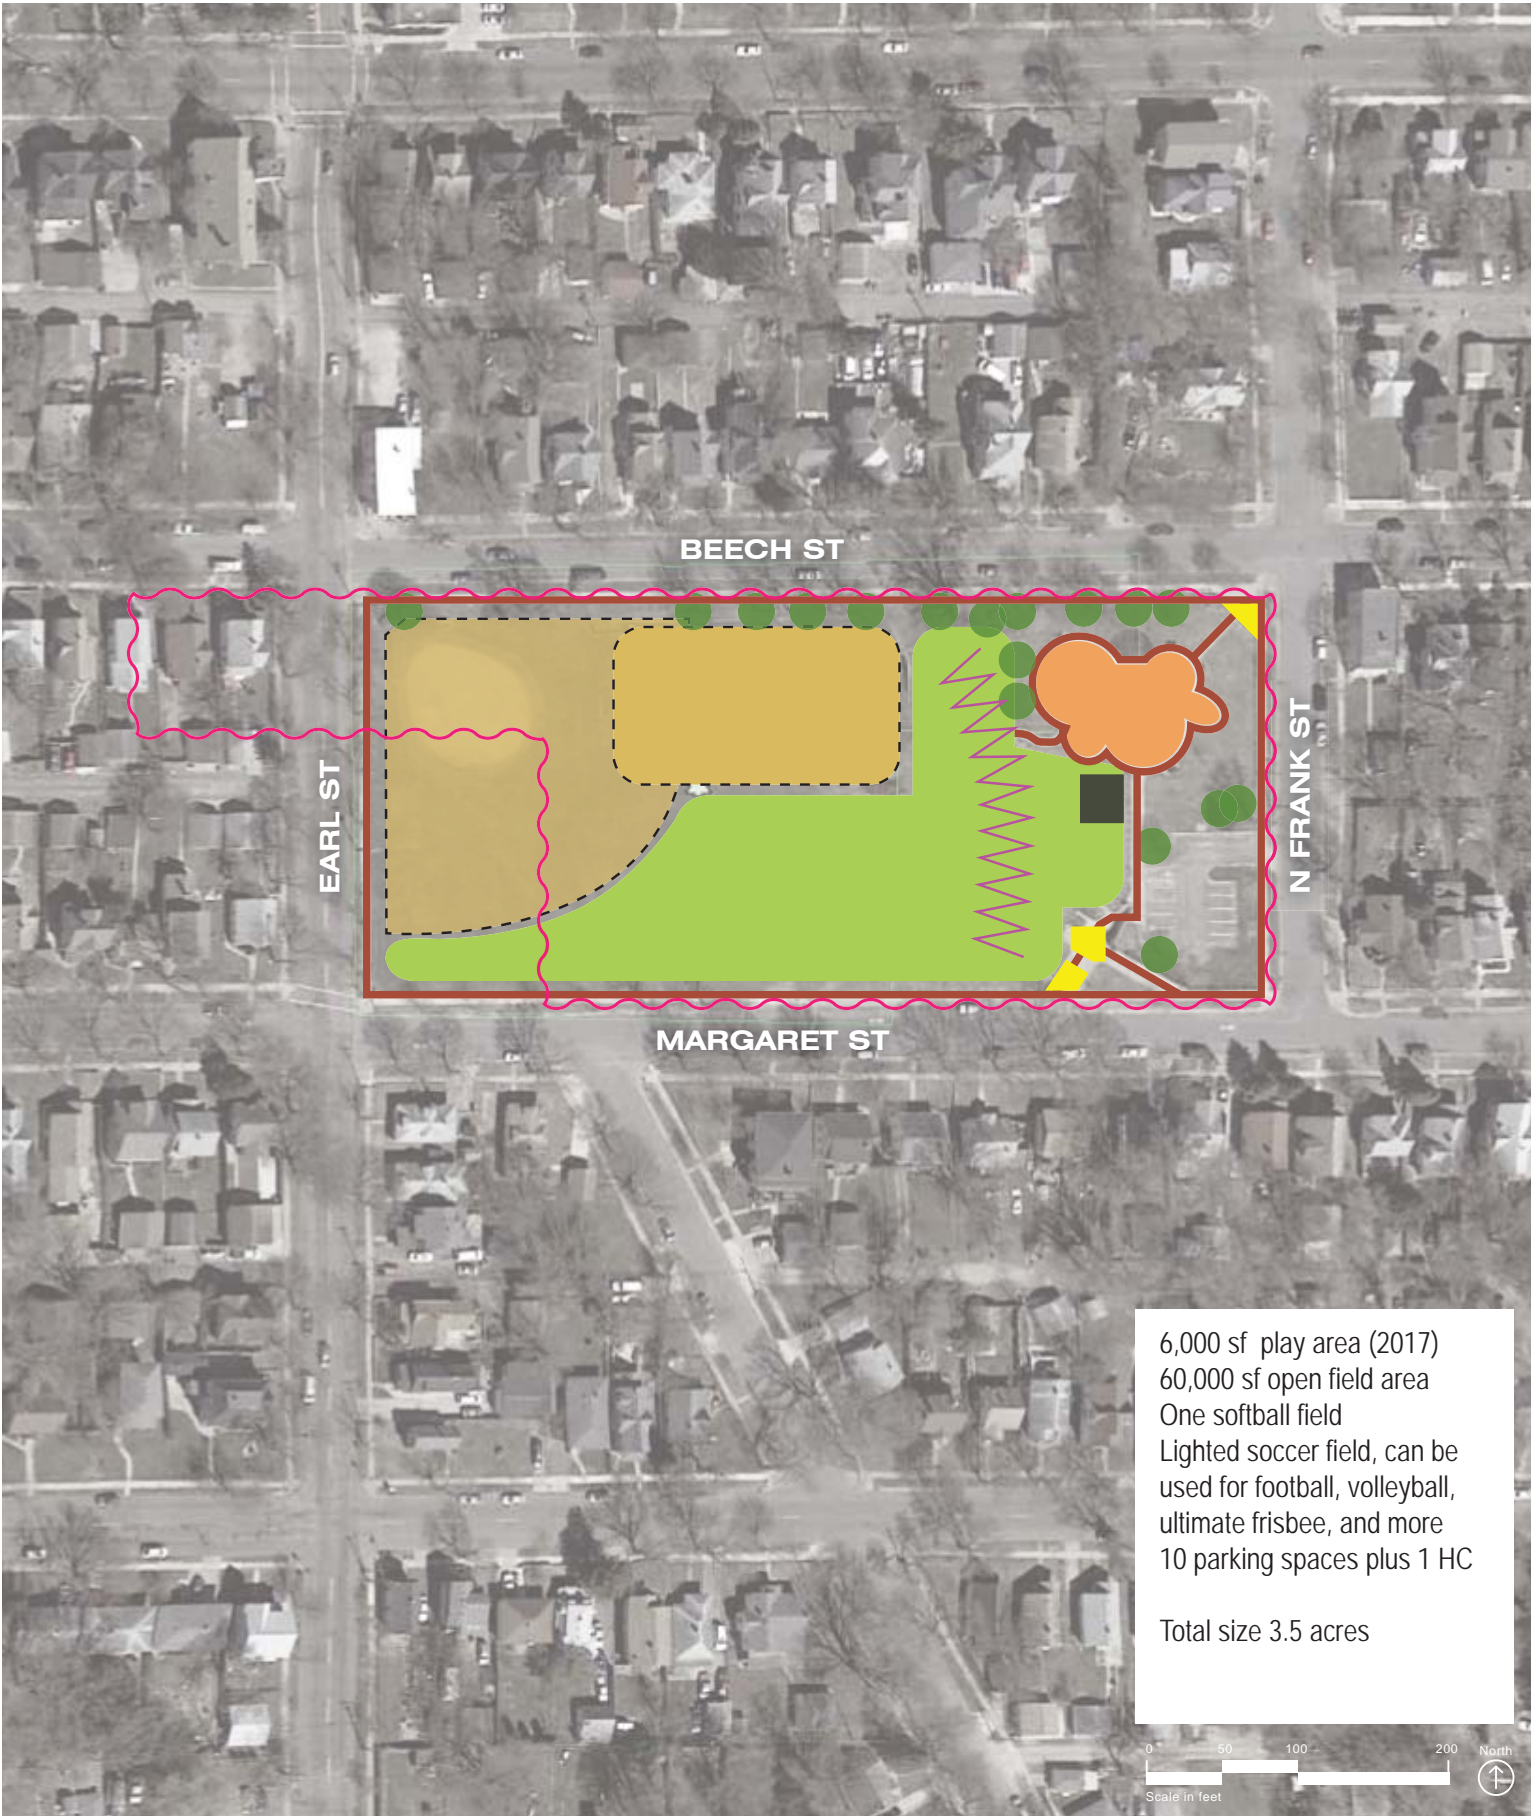 BEECH ST
EARL ST
N FRANK ST
MARGARET ST
6,000 sf  play area (2017)
60,000 sf open field area
One softball field
Lighted soccer field, can be
used for football, volleyball,
ultimate frisbee, and more
10 parking spaces plus 1 HC
Total size 3.5 acres
0 50 100 200
North
Scale in feet